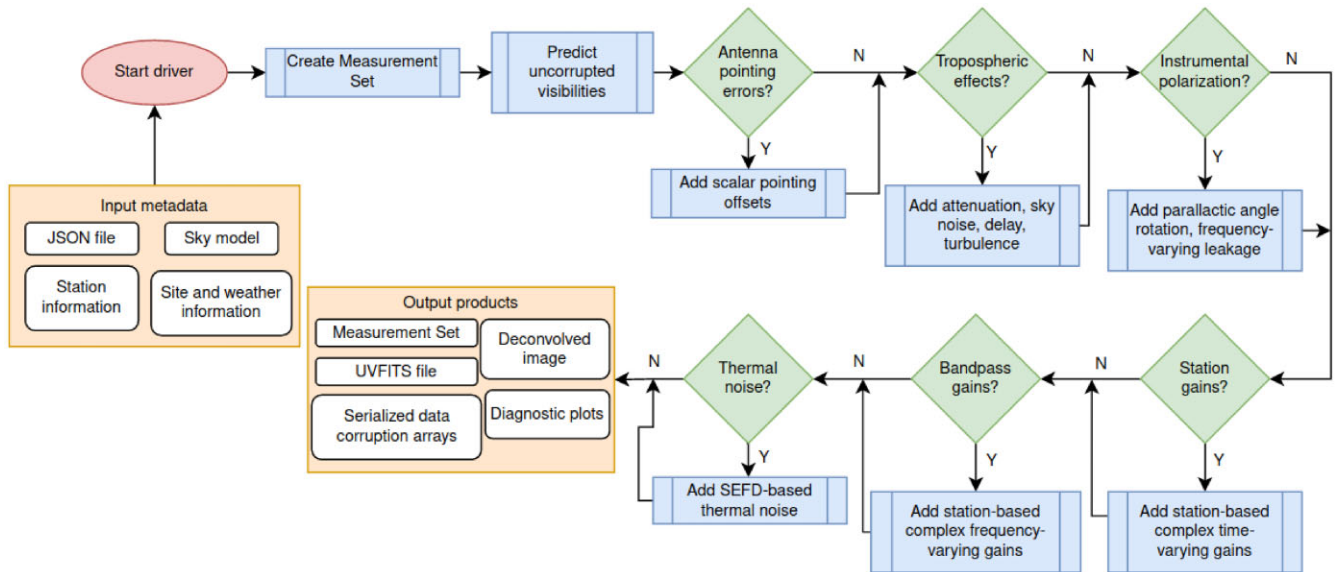 Start driver
Create Measurement
Set
Predict
uncorrupted
visibilities
Antenna
pointing
errors?
N
Y
Add scalar pointing
offsets
Tropospheric
effects?
N
Y
Add attenuation, sky
noise, delay,
turbulence
Instrumental
polarization?
N
Y
Add parallactic angle
rotation, frequency-
varying leakage
Input metadata
JSON file
Sky model
Station
information
Site and weather
information
Station
gains?
N
Y
Add station-based
complex time-
varying gains
Bandpass
gains?
N
Y
Add station-based
complex frequency-
varying gains
Thermal
noise?
N
Y
Add SEFD-based
thermal noise
Output products
Measurement Set
Deconvolved
image
UVFITS file
Serialized data
corruption arrays
Diagnostic plots